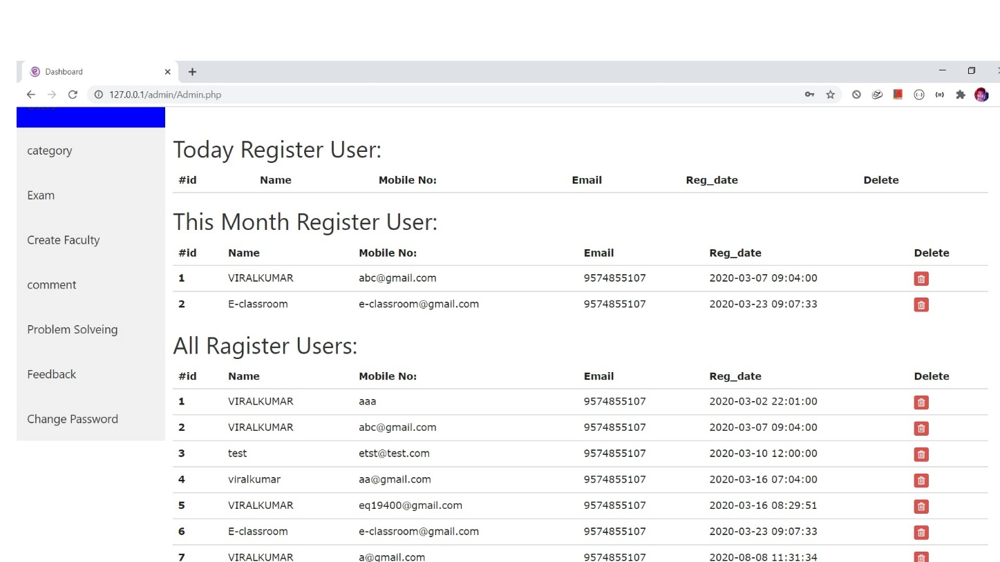 Dashboard
127.0.0.1/admin/Admin.php
Users
category
Exam
Create Faculty
comment
Problem Solveing
Feedback
Change Password
Today Register User:
#id Name Mobile No: Email Reg_date Delete
This Month Register User:
#id Name Mobile No: Email Reg_date Delete
1 VIRALKUMAR abc@gmail.com 9574855107 2020-03-07 09:04:00
2 E-classroom e-classroom@gmail.com 9574855107 2020-03-23 09:07:33
All Ragister Users:
#id Name Mobile No: Email Reg_date Delete
1 VIRALKUMAR aaa 9574855107 2020-03-02 22:01:00
2 VIRALKUMAR abc@gmail.com 9574855107 2020-03-07 09:04:00
3 test etst@test.com 9574855107 2020-03-10 12:00:00
4 viralkumar aa@gmail.com 9574855107 2020-03-16 07:04:00
5 VIRALKUMAR eq19400@gmail.com 9574855107 2020-03-16 08:29:51
6 E-classroom e-classroom@gmail.com 9574855107 2020-03-23 09:07:33
7 VIRALKUMAR a@gmail.com 9574855107 2020-08-08 11:31:34